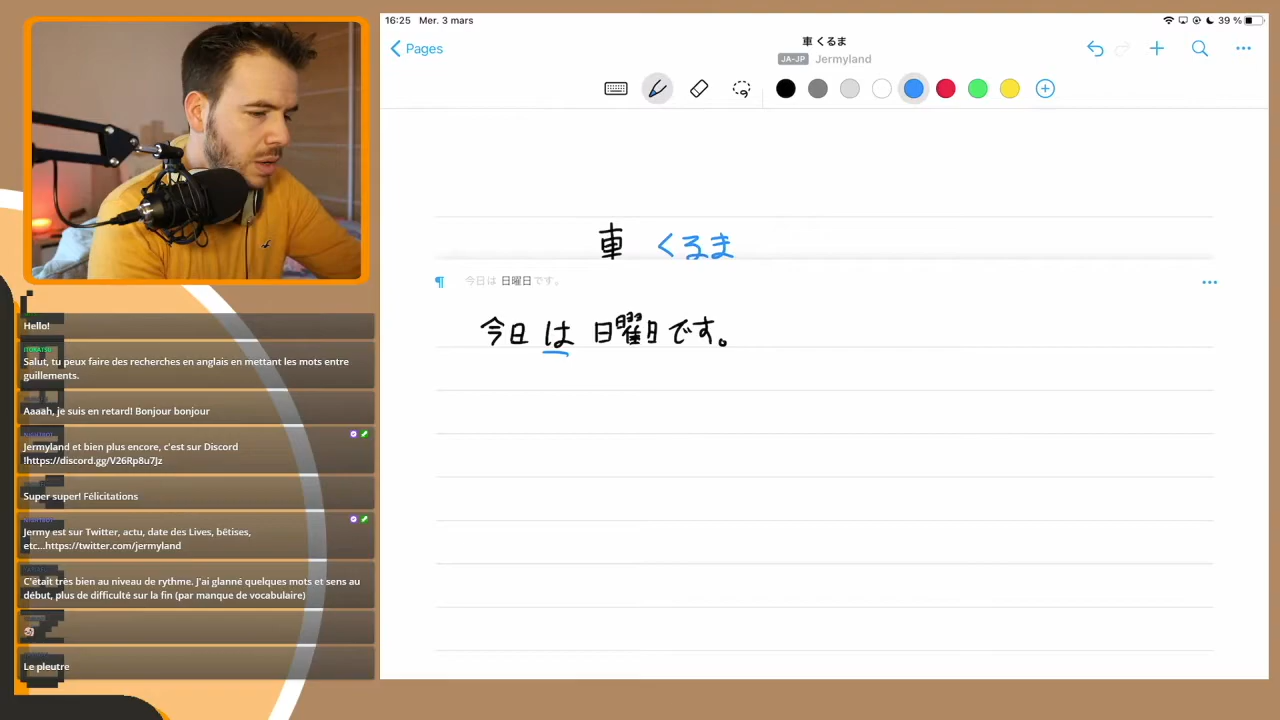 16:25 Mer. 3 mars
39 %
Pages
車 くるま
JA-JP Jermyland
車 くるま
今日は 日曜日です。
今日は日曜日です。
Hello!
Salut, tu peux faire des recherches en anglais en mettant les mots entre
guillements.
Aaaah, je suis en retard! Bonjour bonjour
Jermyland et bien plus encore, c'est sur Discord
!https://discord.gg/V26Rp8u7Jz
Super super! Félicitations
Jermy est sur Twitter, actu, date des Lives, bêtises,
etc...https://twitter.com/jermyland
C'était très bien au niveau de rythme. J'ai glanné quelques mots et sens au
début, plus de difficulté sur la fin (par manque de vocabulaire)
Le pleutre